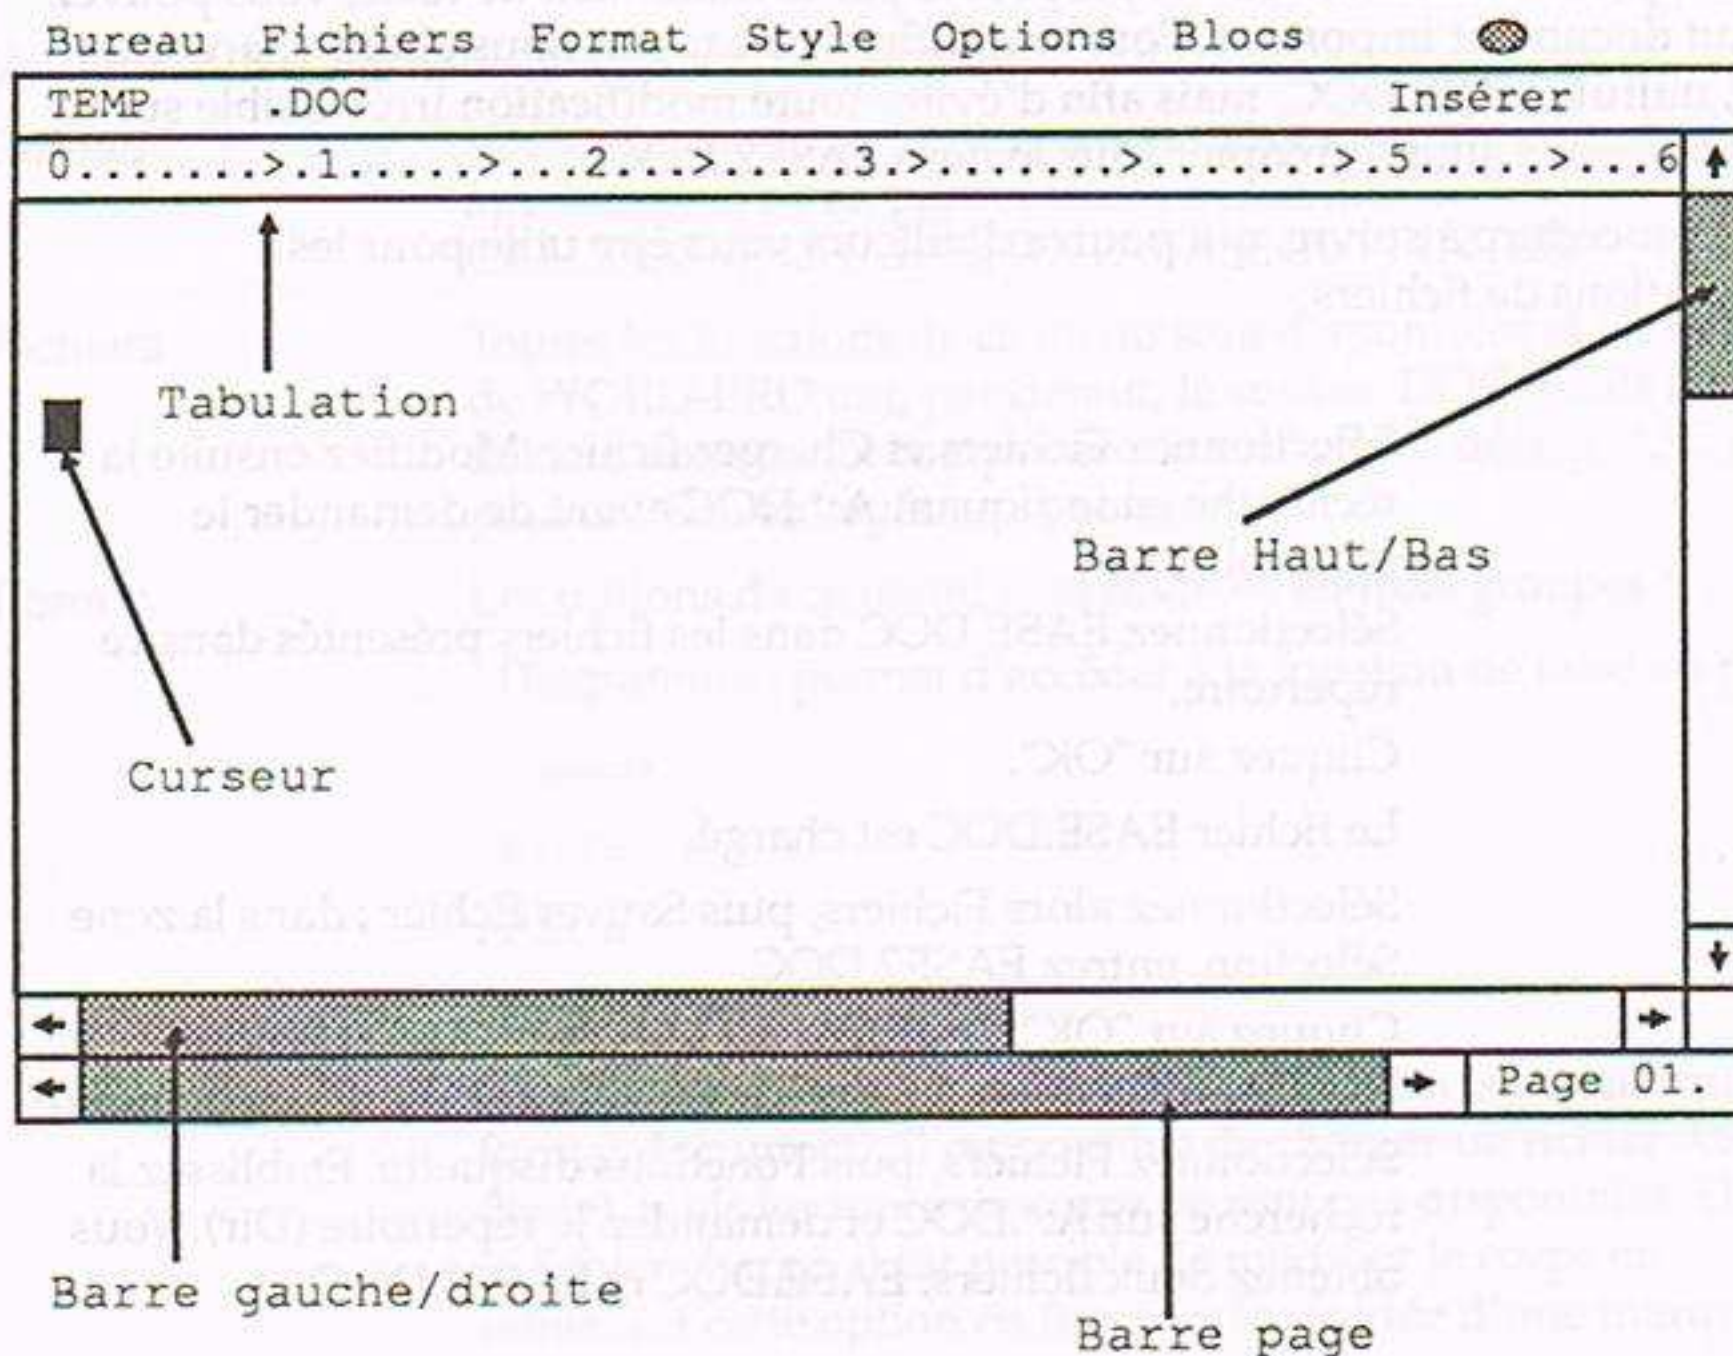 Bureau Fichiers Format Style Options Blocs
TEMP .DOC Insérer
0.......>.1.....>...2...>.....3.>.......>.......>.5.....>...6
Tabulation
Barre Haut/Bas
Curseur
Page 01.
Barre gauche/droite
Barre page